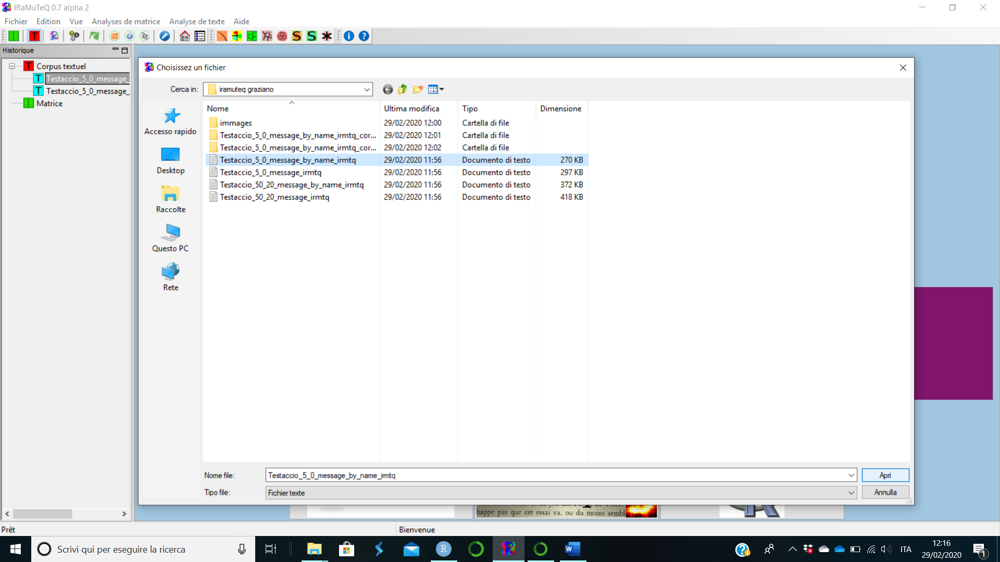 IRaMuTeQ 0.7 alpha 2
Fichier Edition Vue Analyses de matrice Analyse de texte Aide
Historique
Corpus textuel
Testaccio_5_0_message_
Testaccio_5_0_message_
Matrice
Choisissez un fichier
Cerca in: iramuteq graziano
Accesso rapido
Desktop
Raccolte
Questo PC
Rete
Nome Ultima modifica Tipo Dimensione
immages 29/02/2020 12:00 Cartella di file
Testaccio_5_0_message_by_name_irmtq_cor... 29/02/2020 12:01 Cartella di file
Testaccio_5_0_message_by_name_irmtq_cor... 29/02/2020 12:02 Cartella di file
Testaccio_5_0_message_by_name_irmtq 29/02/2020 11:56 Documento di testo 270 KB
Testaccio_5_0_message_irmtq 29/02/2020 11:56 Documento di testo 297 KB
Testaccio_50_20_message_by_name_irmtq 29/02/2020 11:56 Documento di testo 372 KB
Testaccio_50_20_message_irmtq 29/02/2020 11:56 Documento di testo 418 KB
Nome file: Testaccio_5_0_message_by_name_irmtq Apri
Tipo file: Fichier texte Annulla
happe pas que cet essai va, ou du moins sembl
Prêt Bienvenue
Scrivi qui per eseguire la ricerca
ITA
12:16
29/02/2020
1